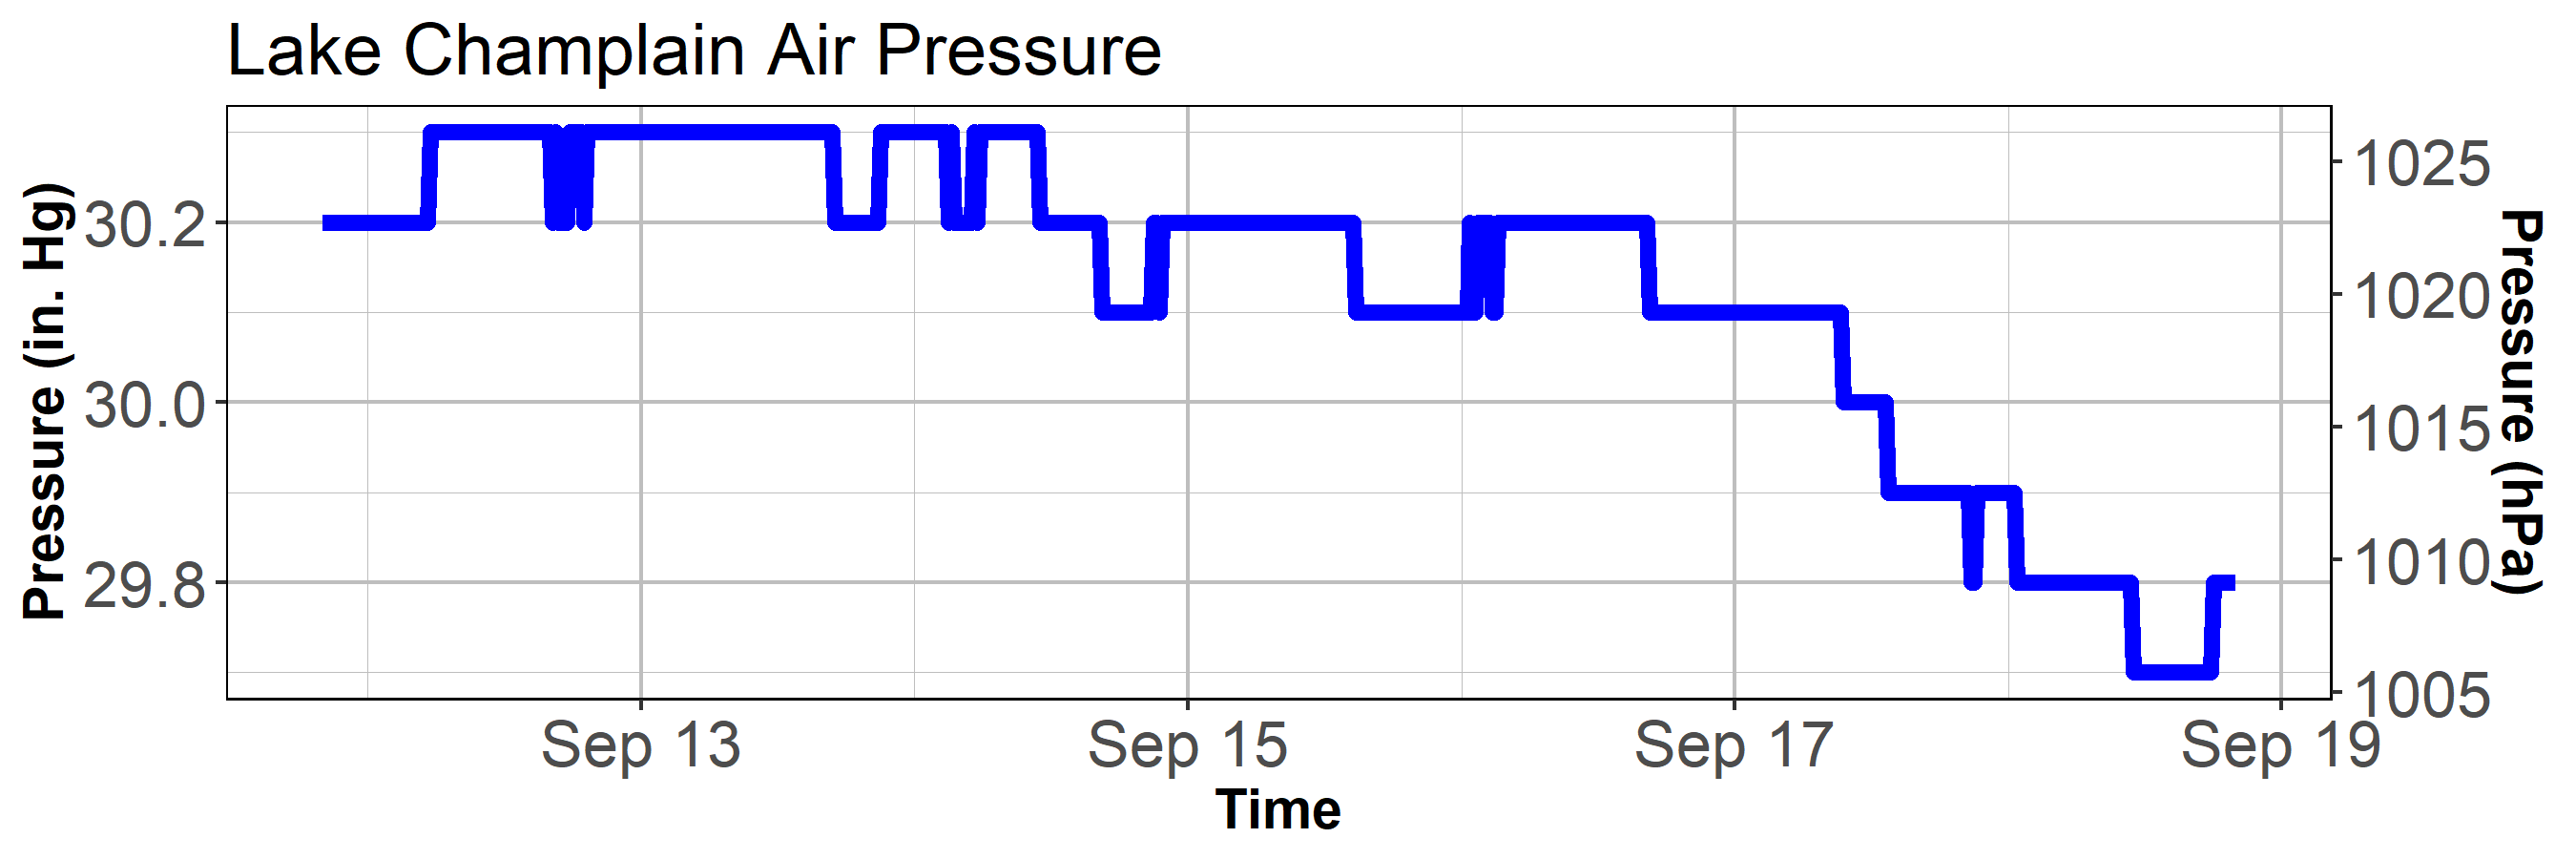 Lake Champlain Air Pressure
Pressure (in. Hg)
30.2
30.0
29.8
1025
1020
1015
1010
1005
Pressure (hPa)
Sep 13 Sep 15 Sep 17 Sep 19
Time